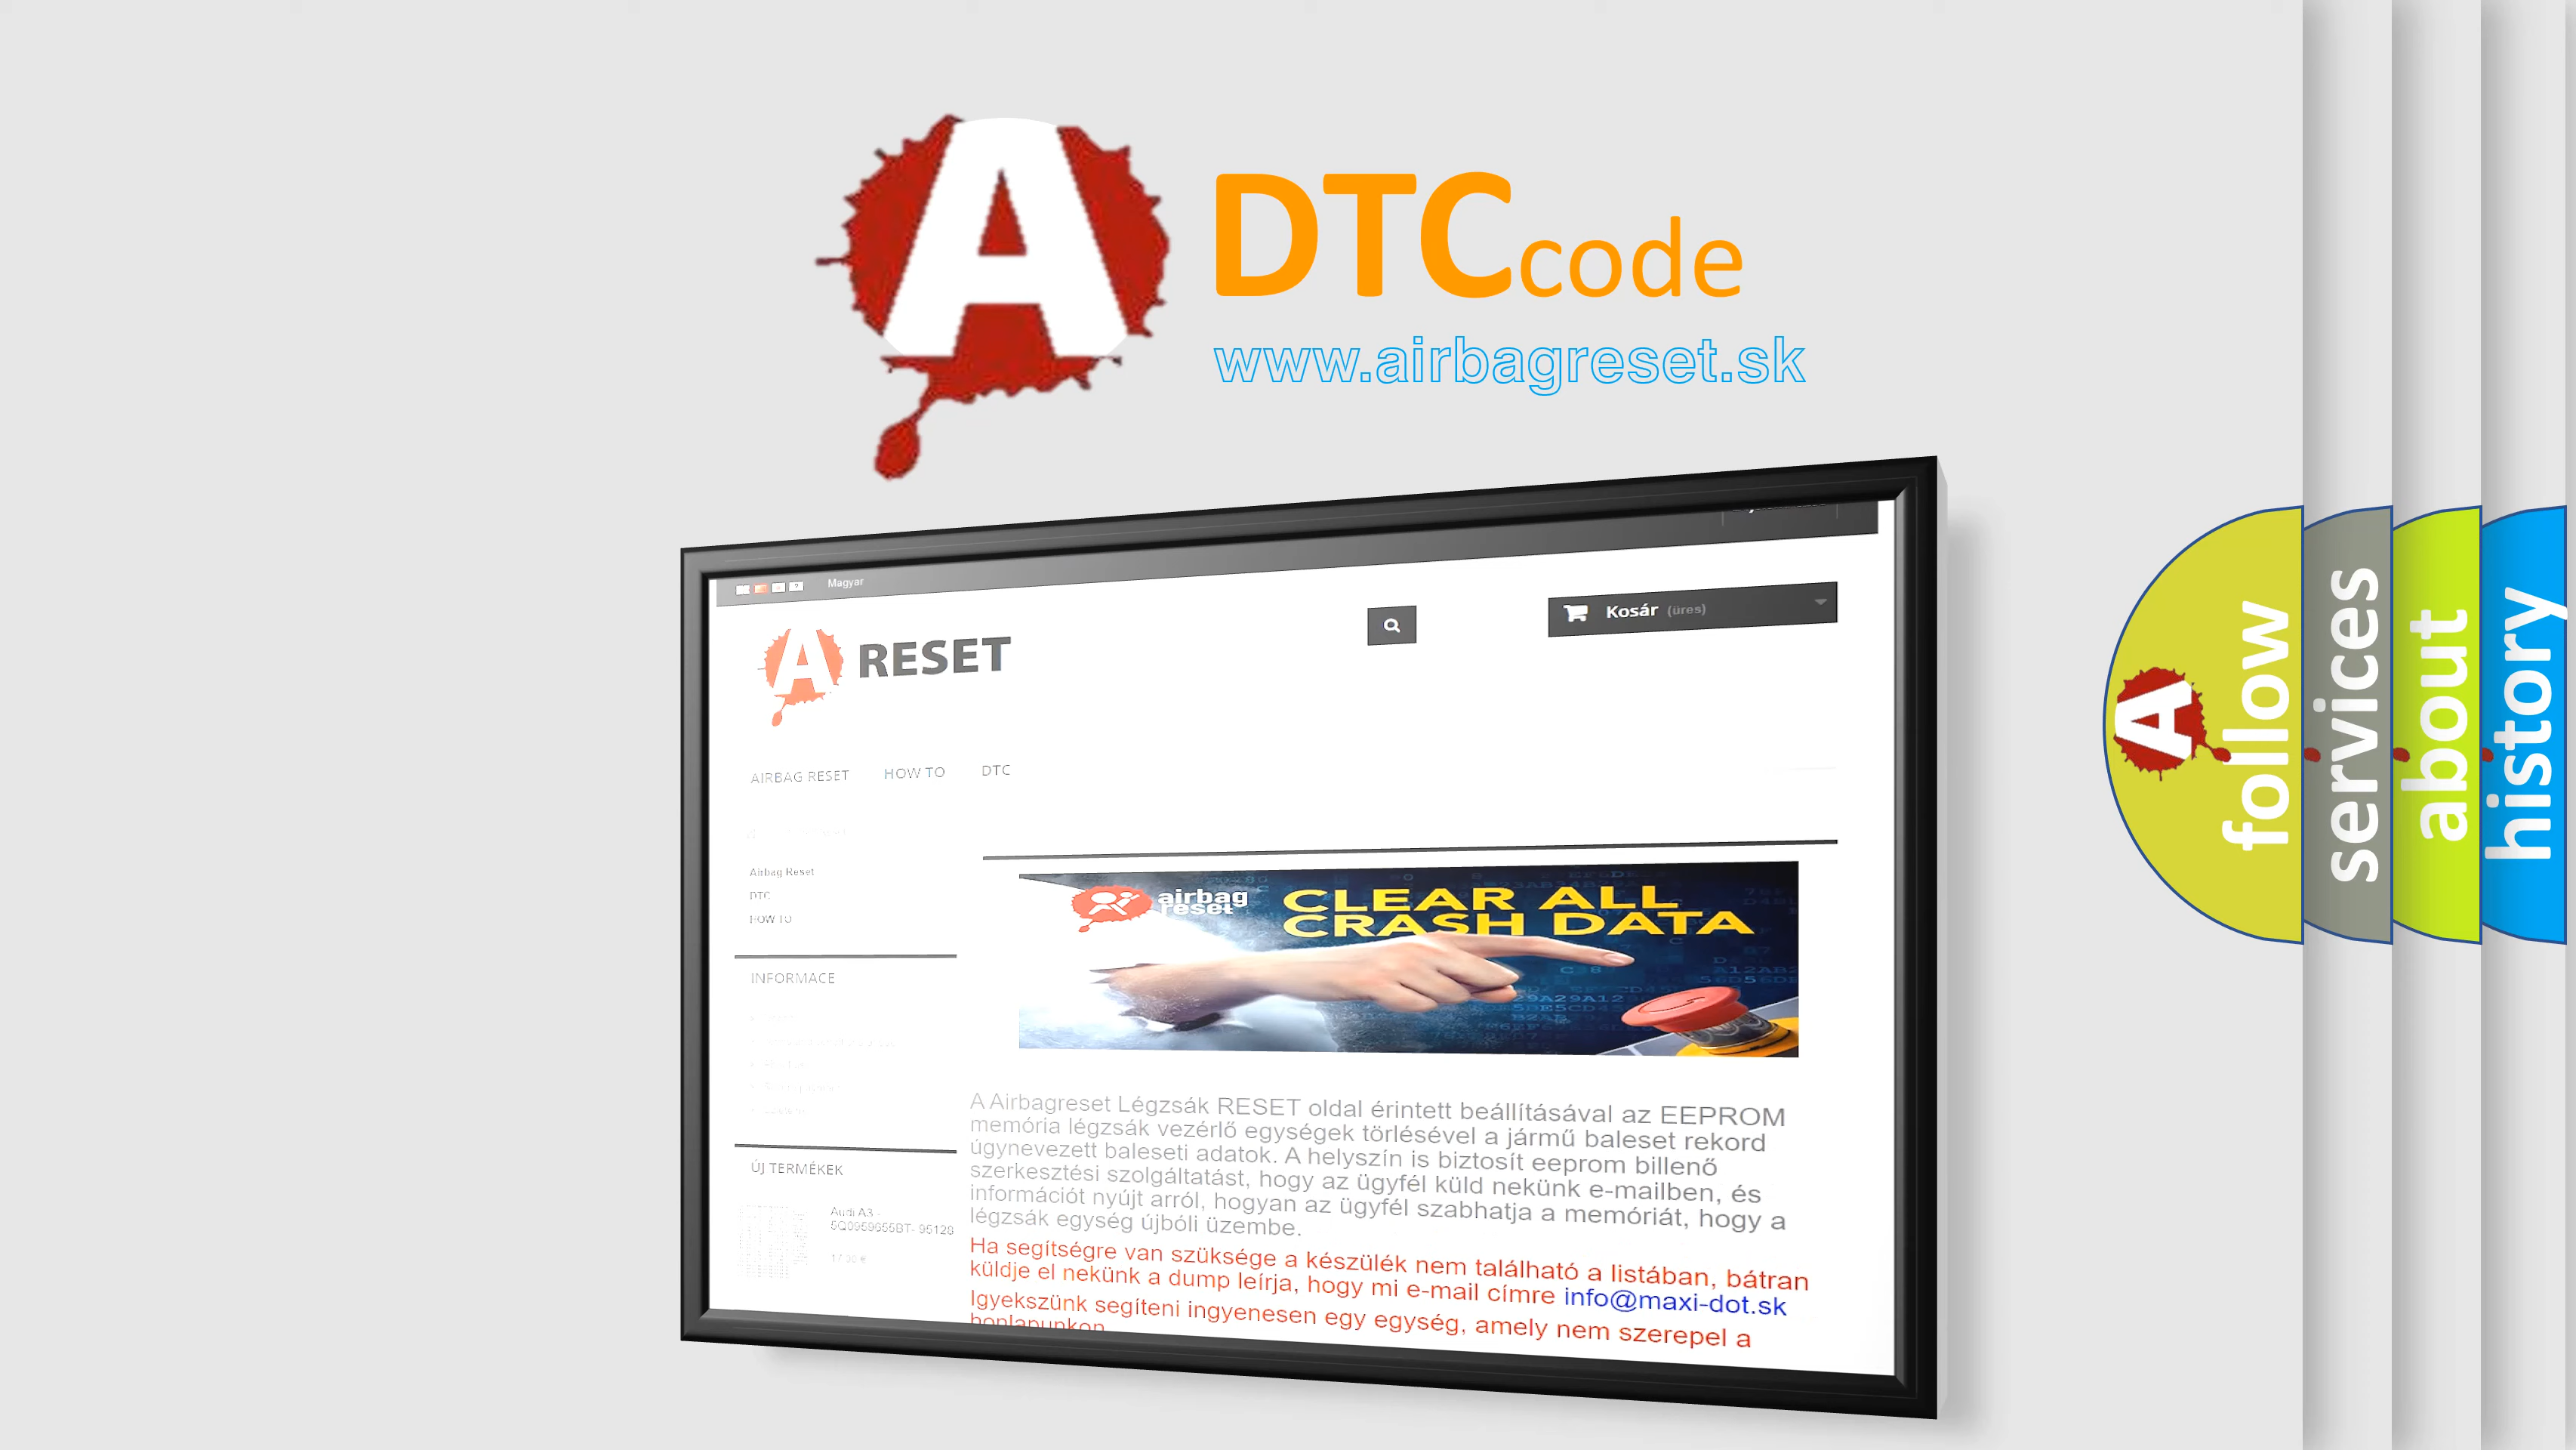 A DTCcode
www.airbagreset.sk
Magyar
Kosár (üres)
A RESET
AIRBAG RESET HOW TO DTC
Airbag Reset
DTC
HOW TO
INFORMACE
ÚJ TERMÉKEK
Audi A3 -
5Q0959655BT- 95128
17.00 €
airbag
reset
CLEAR ALL
CRASH DATA
A Airbagreset Légzsák RESET oldal érintett beállításával az EEPROM
memória légzsák vezérlő egységek törlésével a jármű baleset rekord
úgynevezett baleseti adatok. A helyszín is biztosít eeprom billenő
szerkesztési szolgáltatást, hogy az ügyfél küld nekünk e-mailben, és
információt nyújt arról, hogyan az ügyfél szabhatja a memóriát, hogy a
légzsák egység újbóli üzembe.
Ha segítségre van szüksége a készülék nem található a listában, bátran
küldje el nekünk a dump leírja, hogy mi e-mail címre info@maxi-dot.sk
Igyekszünk segíteni ingyenesen egy egység, amely nem szerepel a
honlapunkon
A follow
services
about
history